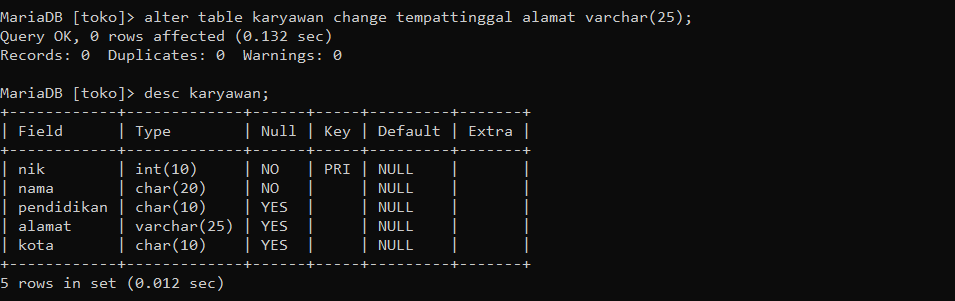 MariaDB [toko]> alter table karyawan change tempattinggal alamat varchar(25);
Query OK, 0 rows affected (0.132 sec)
Records: 0  Duplicates: 0  Warnings: 0

MariaDB [toko]> desc karyawan;
+------------+-------------+------+-----+---------+-------+
| Field      | Type        | Null | Key | Default | Extra |
+------------+-------------+------+-----+---------+-------+
| nik        | int(10)     | NO   | PRI | NULL    |       |
| nama       | char(20)    | NO   |     | NULL    |       |
| pendidikan | char(10)    | YES  |     | NULL    |       |
| alamat     | varchar(25) | YES  |     | NULL    |       |
| kota       | char(10)    | YES  |     | NULL    |       |
+------------+-------------+------+-----+---------+-------+
5 rows in set (0.012 sec)